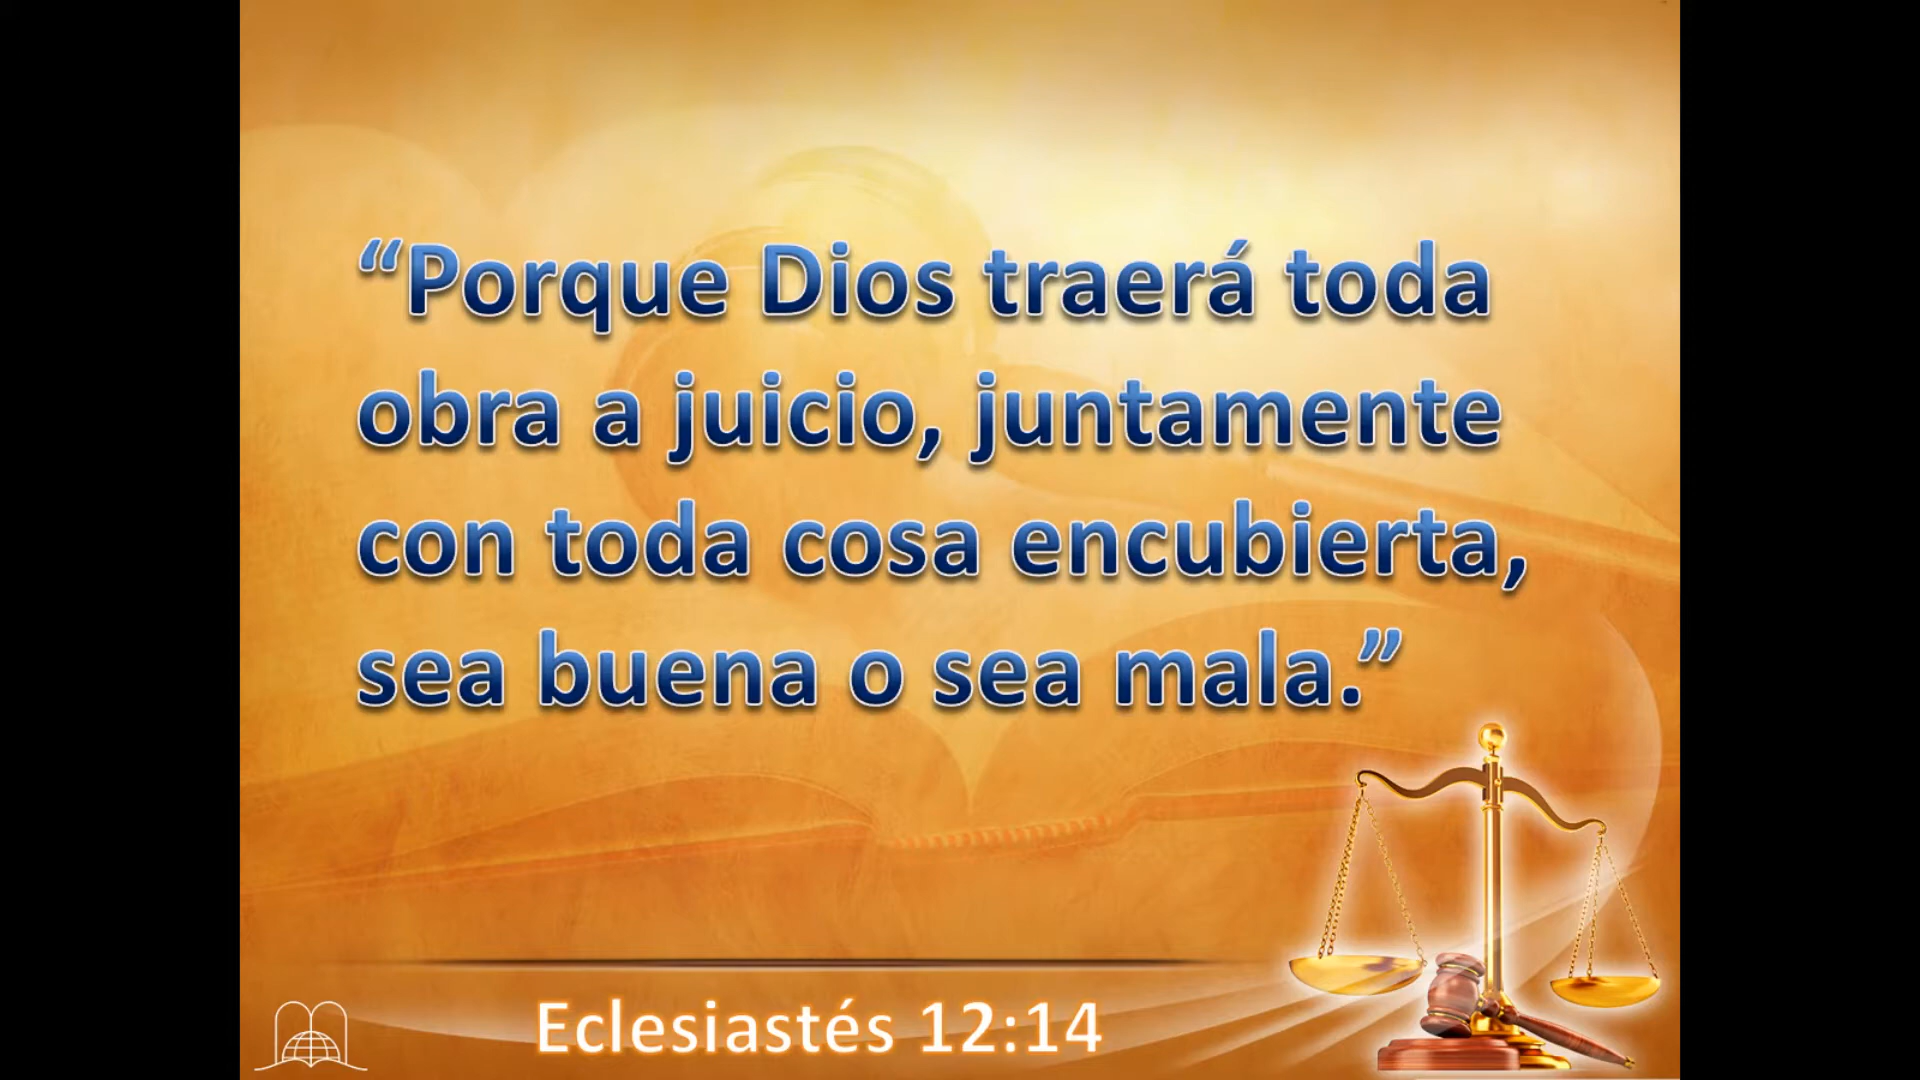 “Porque Dios traerá toda
obra a juicio, juntamente
con toda cosa encubierta,
sea buena o sea mala.”
Eclesiastés 12:14